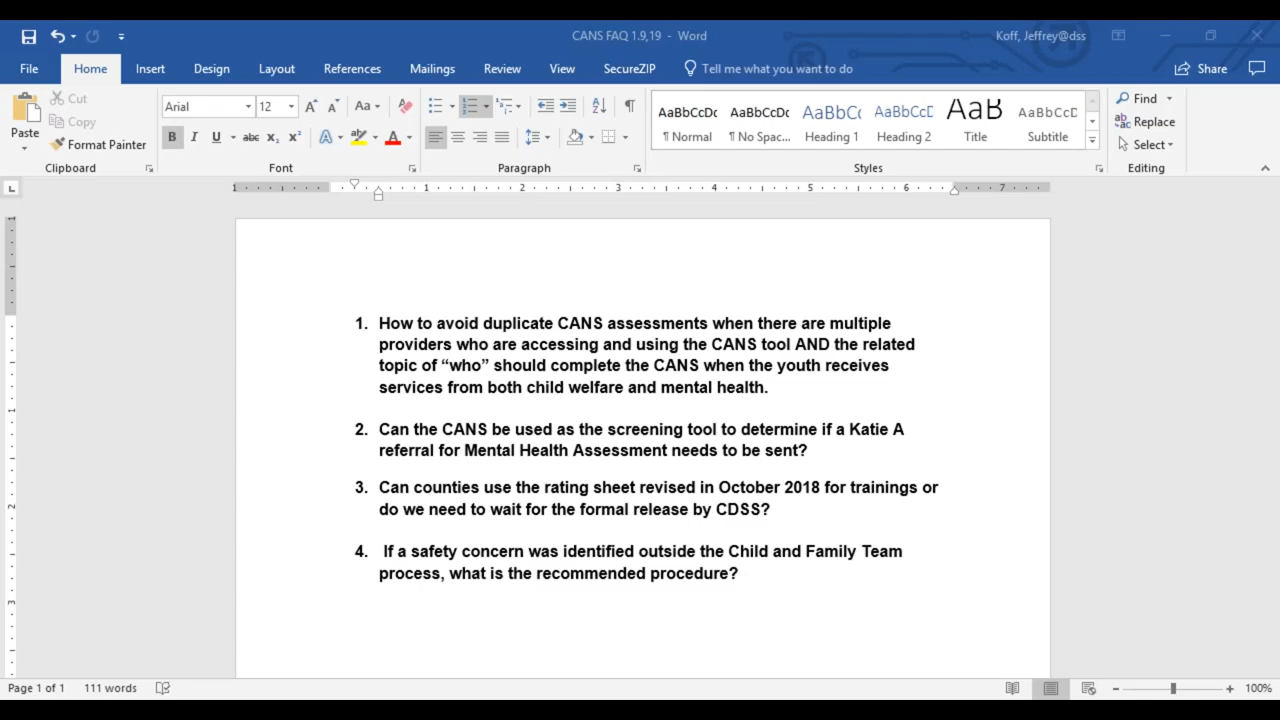 CANS FAQ 1.9,19 - Word
Koff, Jeffrey@dss
File Home Insert Design Layout References Mailings Review View SecureZIP Tell me what you want to do Share
Cut
Copy
Paste
Format Painter
Clipboard
Arial 12
Font
Paragraph
AaBbCcDc AaBbCcDc AaBbCc AaBbCcD AaB AaBbCcD
¶ Normal ¶ No Spac... Heading 1 Heading 2 Title Subtitle
Styles
Find
Replace
Select
Editing
1 1 2 3 4 5 6 7
1. How to avoid duplicate CANS assessments when there are multiple
providers who are accessing and using the CANS tool AND the related
topic of “who” should complete the CANS when the youth receives
services from both child welfare and mental health.
2. Can the CANS be used as the screening tool to determine if a Katie A
referral for Mental Health Assessment needs to be sent?
3. Can counties use the rating sheet revised in October 2018 for trainings or
do we need to wait for the formal release by CDSS?
4. If a safety concern was identified outside the Child and Family Team
process, what is the recommended procedure?
Page 1 of 1 111 words 100%